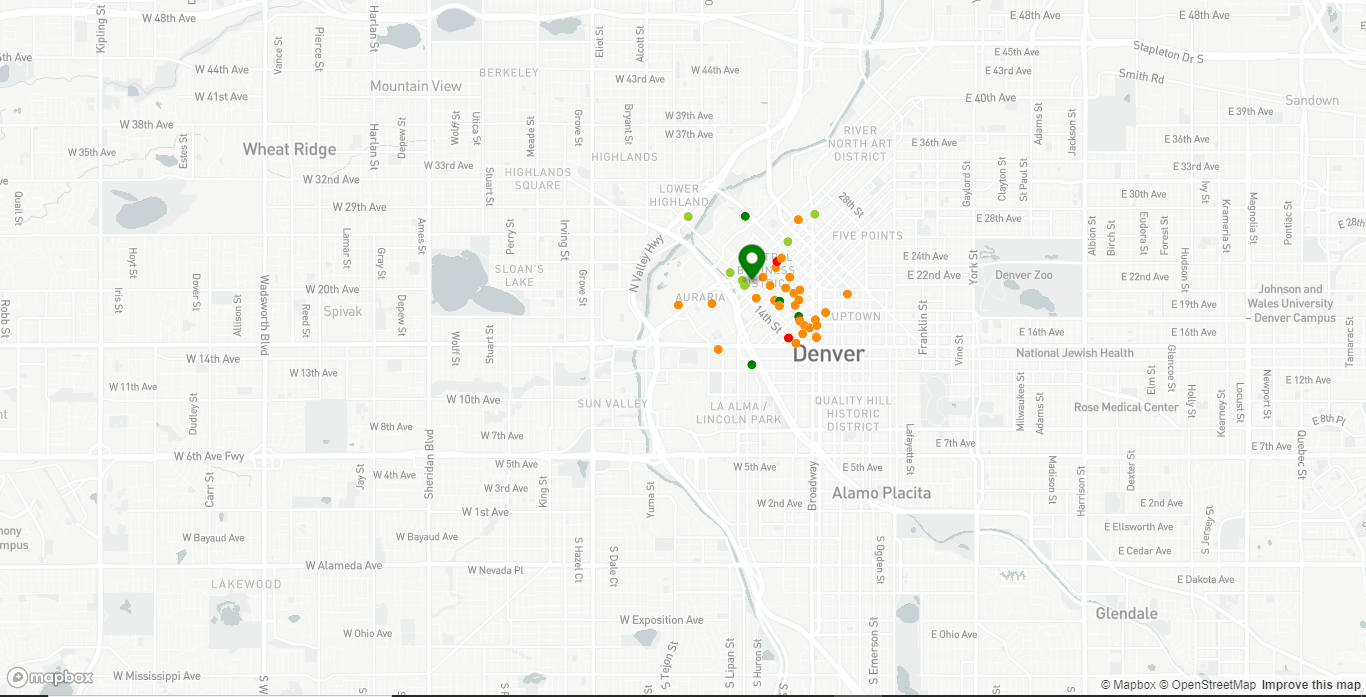 W 48th Ave
E 48th Ave
E 48th Ave
Kipling St
Harlan St
Vance St
Pierce St
Eliot St
Alcott St
E 45th Ave
Stapleton Dr S
4th Ave
W 44th Ave
BERKELEY
W 44th Ave
W 43rd Ave
E 43rd Ave
Smith Rd
Mountain View
W 41st Ave
E 40th Ave
Sandown
W 38th Ave
W 39th Ave
E 39th Ave
Wolff St
Utica St
Meade St
Grove St
Bryant St
Adams St
Jackson St
Depew St
Harlan St
Estes St
W 37th Ave
RIVER
NORTH ART
DISTRICT
E 36th Ave
E 36th Ave
W 35th Ave
Wheat Ridge
HIGHLANDS
W 33rd Ave
E 33rd Ave
HIGHLANDS
SQUARE
W 32nd Ave
LOWER
HIGHLAND
Stuart St
Gaylord St
Clayton St
St Paul St
E 30th Ave
Ivy St
Krameria St
Magnolia St
Pontiac St
Quail St
W 29th Ave
28th St
E 28th Ave
E 28th
Ames St
Perry St
Irving St
FIVE POINTS
Albion St
Birch St
Eudora St
Forest St
Hudson St
Hoyt St
Lamar St
Gray St
N Valley Hwy
E 24th Ave
York St
SLOAN'S
LAKE
BUSINESS
E 22nd Ave
Denver Zoo
E 22nd Ave
Iris St
Dover St
Wadsworth Blvd
W 20th Ave
Grove St
AURARIA
Johnson and
Wales University
– Denver Campus
Robb St
Allison St
Reed St
Spivak
Depew St
E 19th Ave
14th St
UPTOWN
Franklin St
E 16th Ave
E 16th Ave
Wolff St
Stuart St
Vine St
Tamarac St
W 14th Ave
Denver
National Jewish Health
Glencoe St
W 13th Ave
W 11th Ave
Elm St
Holly St
Newport St
E 12th Ave
Dudley St
W 10th Ave
SUN VALLEY
LA ALMA /
LINCOLN PARK
QUALITY HILL
HISTORIC
DISTRICT
Milwaukee St
Adams St
Rose Medical Center
Kearney St
Locust St
E 8th Pl
W 8th Ave
W 7th Ave
Lafayette St
E 7th Ave
E 7th Ave
Quebec St
W 6th Ave Fwy
Sheridan Blvd
W 5th Ave
W 5th Ave
E 5th Ave
Dexter St
Jay St
W 4th Ave
Carr St
W 3rd Ave
King St
Yuma St
Broadway
Alamo Placita
Madison St
Harrison St
W 2nd Ave
E 2nd Ave
W 1st Ave
E Ellsworth Ave
S Jersey St
W Bayaud Ave
W Bayaud Ave
S Hazel Ct
S Dale Ct
S Ogden St
E Cedar Ave
W Alameda Ave
W Nevada Pl
E Dakota Ave
LAKEWOOD
Glendale
W Exposition Ave
S Emerson St
W Ohio Ave
E Ohio Ave
S Tejon St
S Lipan St
S Huron St
W Mississippi Ave
mapbox
© Mapbox © OpenStreetMap Improve this map